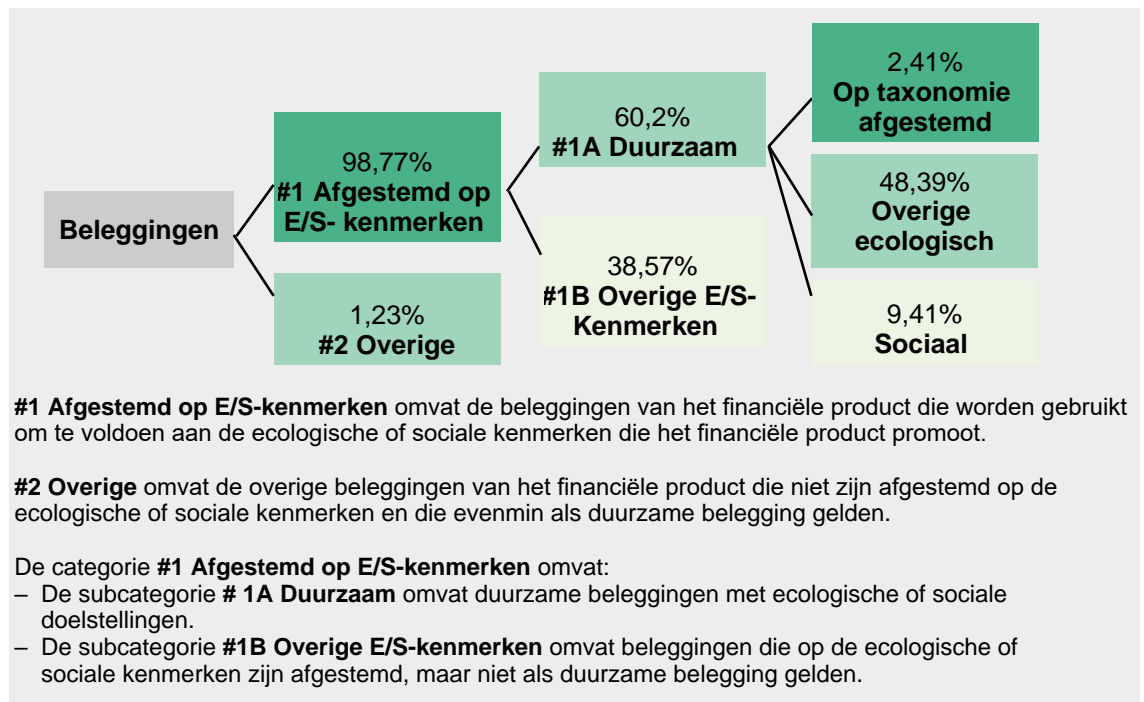 Beleggingen
98,77%
#1 Afgestemd op
E/S- kenmerken
1,23%
#2 Overige
60,2%
#1A Duurzaam
38,57%
#1B Overige E/S-
Kenmerken
2,41%
Op taxonomie
afgestemd
48,39%
Overige
ecologisch
9,41%
Sociaal
#1 Afgestemd op E/S-kenmerken omvat de beleggingen van het financiële product die worden gebruikt
om te voldoen aan de ecologische of sociale kenmerken die het financiële product promoot.
#2 Overige omvat de overige beleggingen van het financiële product die niet zijn afgestemd op de
ecologische of sociale kenmerken en die evenmin als duurzame belegging gelden.
De categorie #1 Afgestemd op E/S-kenmerken omvat:
– De subcategorie # 1A Duurzaam omvat duurzame beleggingen met ecologische of sociale
doelstellingen.
– De subcategorie #1B Overige E/S-kenmerken omvat beleggingen die op de ecologische of
sociale kenmerken zijn afgestemd, maar niet als duurzame belegging gelden.